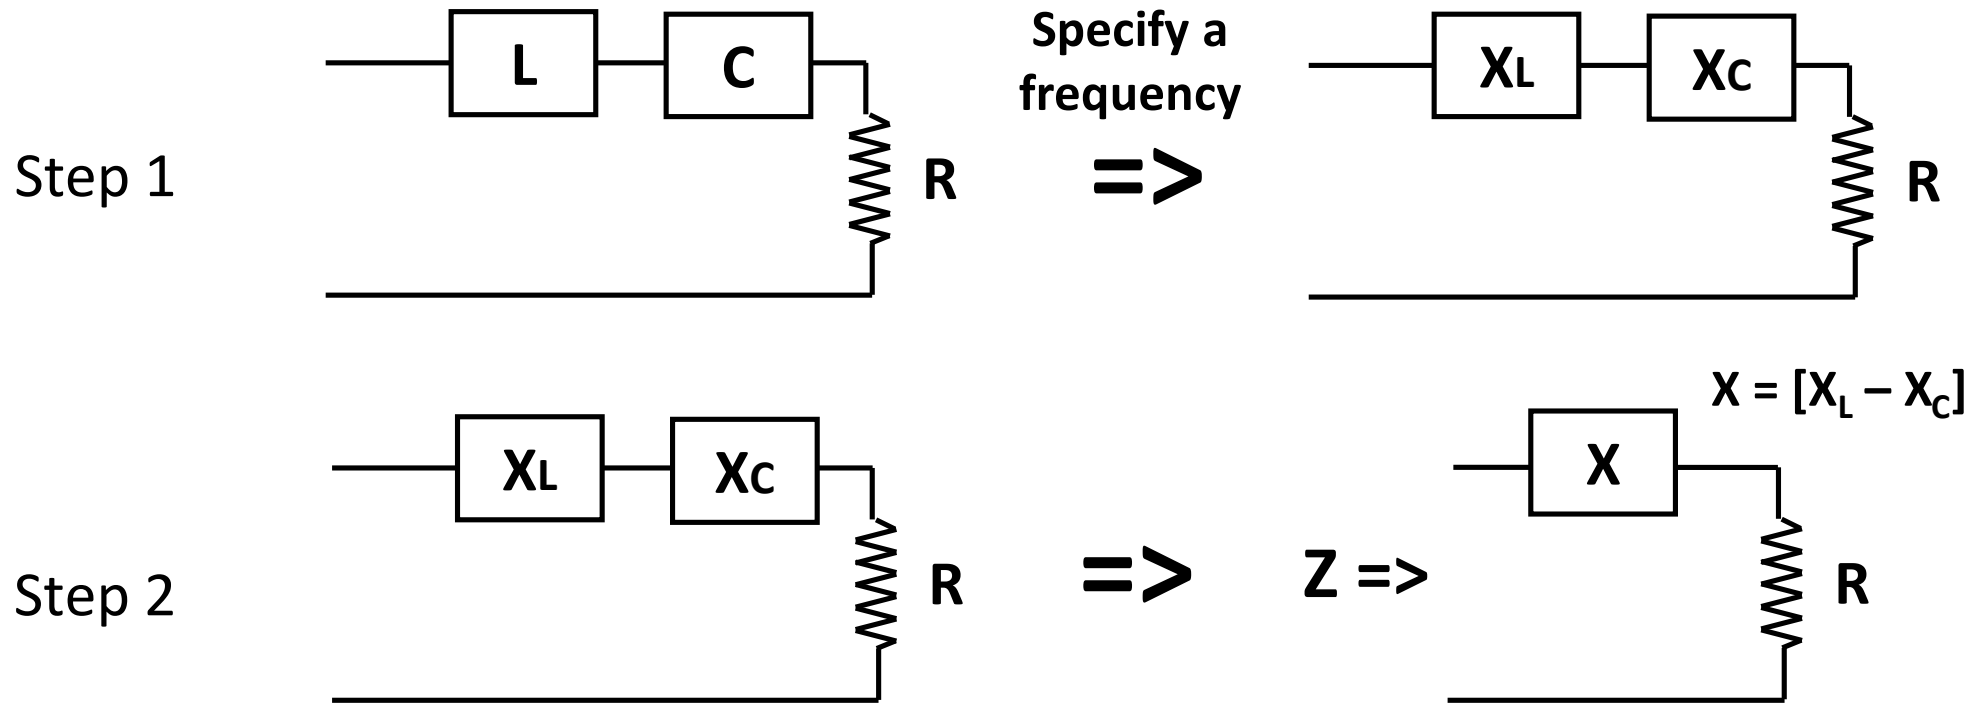 L
C
Specify a
frequency
XL
XC
Step 1
R
=>
R
X = [XL – XC]
XL
XC
X
Step 2
R
=>
Z =>
R